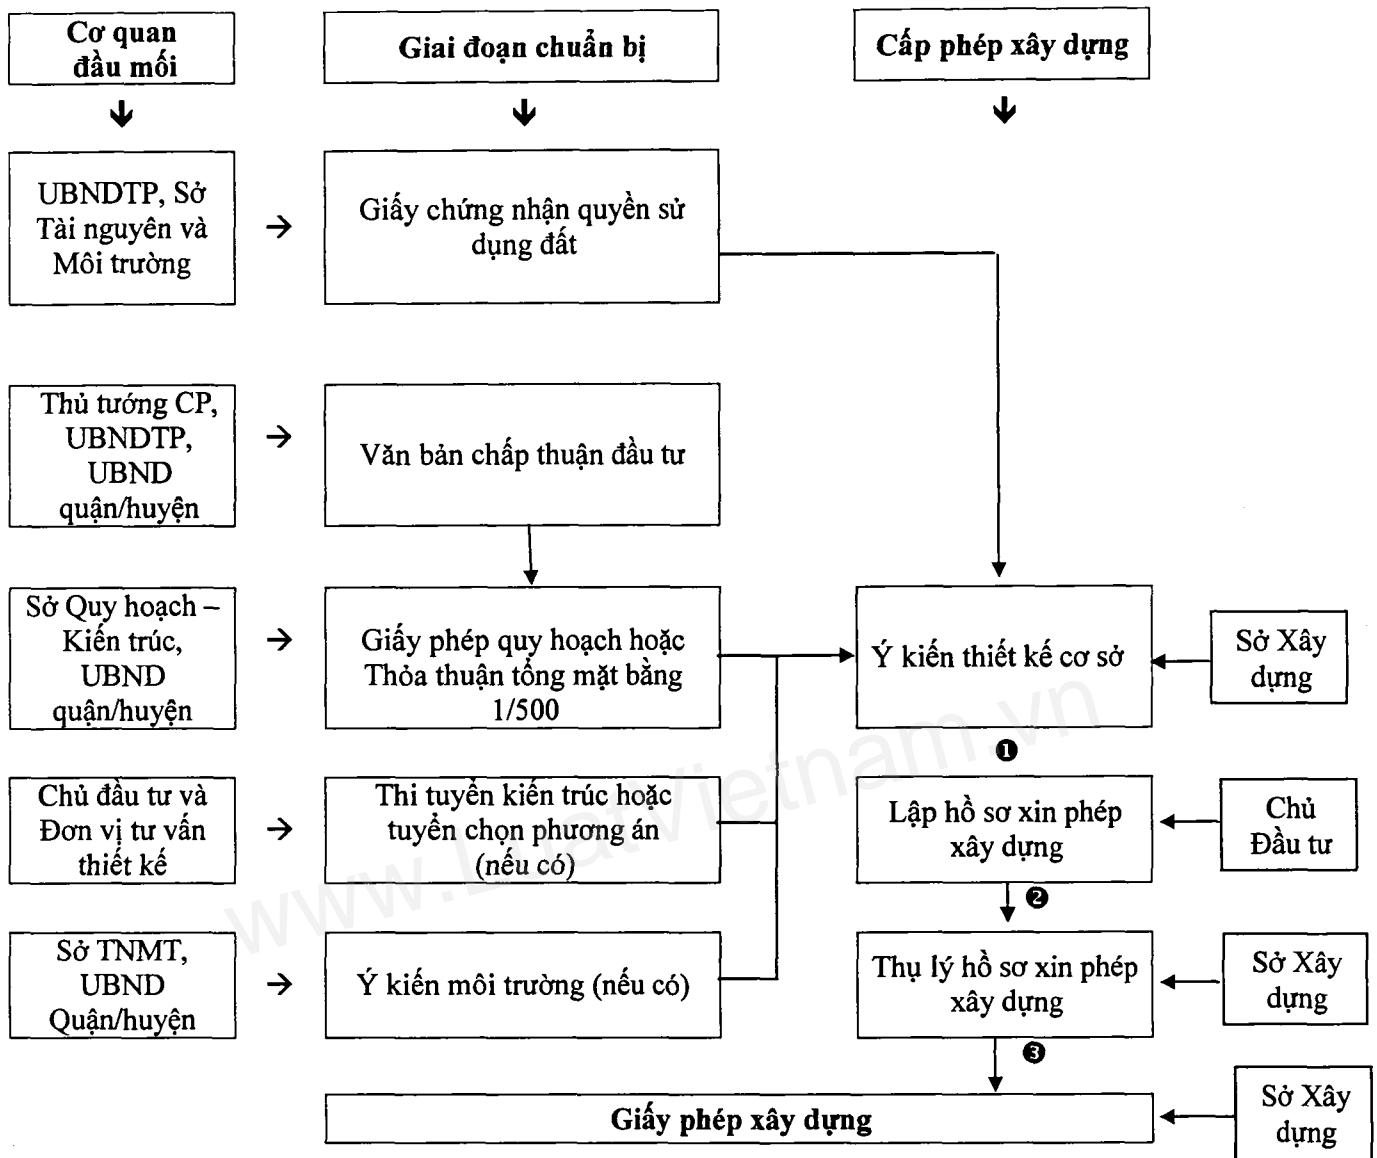 Cơ quan
đầu mối
Giai đoạn chuẩn bị
Cấp phép xây dựng
UBNDTP, Sở
Tài nguyên và
Môi trường
Giấy chứng nhận quyền sử
dụng đất
Thủ tướng CP,
UBNDTP,
UBND
quận/huyện
Văn bản chấp thuận đầu tư
Sở Quy hoạch –
Kiến trúc,
UBND
quận/huyện
Giấy phép quy hoạch hoặc
Thỏa thuận tổng mặt bằng
1/500
Ý kiến thiết kế cơ sở
Sở Xây
dựng
❶
Chủ đầu tư và
Đơn vị tư vấn
thiết kế
Thi tuyển kiến trúc hoặc
tuyển chọn phương án
(nếu có)
Lập hồ sơ xin phép
xây dựng
Chủ
Đầu tư
❷
Sở TNMT,
UBND
Quận/huyện
Ý kiến môi trường (nếu có)
Thụ lý hồ sơ xin phép
xây dựng
Sở Xây
dựng
❸
Giấy phép xây dựng
Sở Xây
dựng
www.LuatVietnam.vn